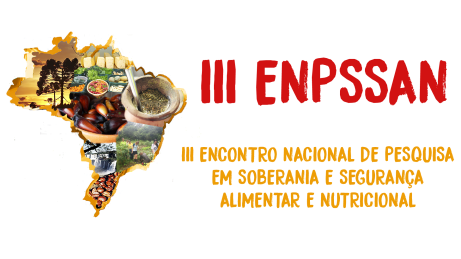 III ENPSSAN
III ENCONTRO NACIONAL DE PESQUISA
EM SOBERANIA E SEGURANÇA
ALIMENTAR E NUTRICIONAL